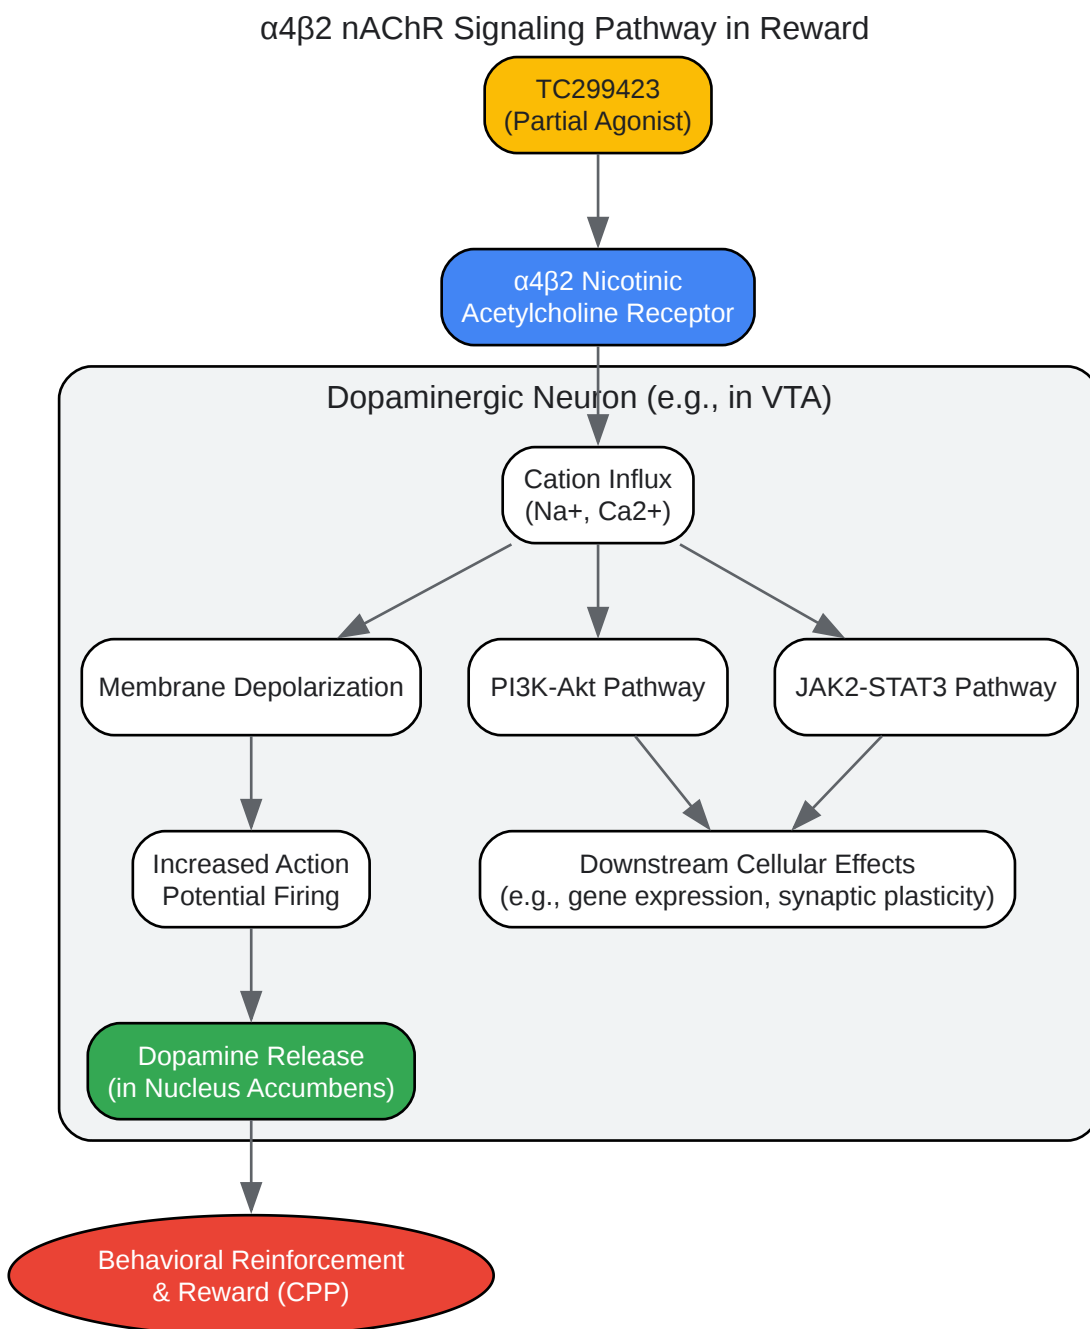 α4β2 nAChR Signaling Pathway in Reward
TC299423
(Partial Agonist)
α4β2 Nicotinic
Acetylcholine Receptor
Dopaminergic Neuron (e.g., in VTA)
Cation Influx
(Na+, Ca2+)
Membrane Depolarization
PI3K-Akt Pathway
JAK2-STAT3 Pathway
Increased Action
Potential Firing
Downstream Cellular Effects
(e.g., gene expression, synaptic plasticity)
Dopamine Release
(in Nucleus Accumbens)
Behavioral Reinforcement
& Reward (CPP)